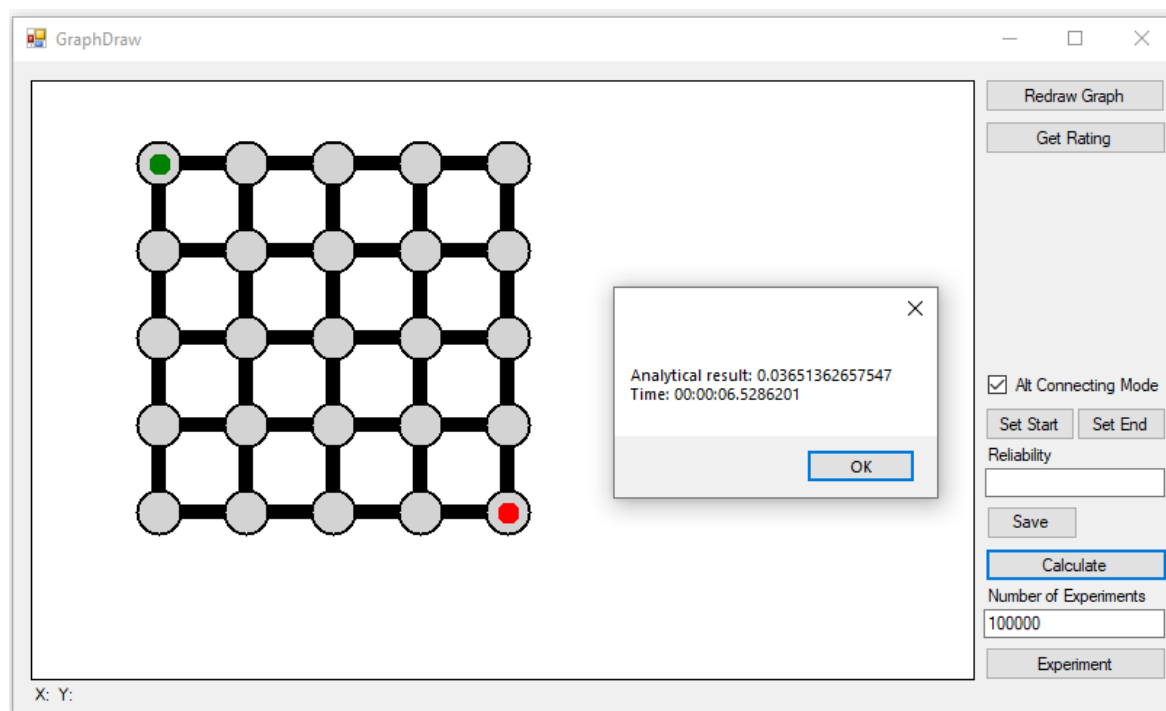 GraphDraw
Redraw Graph
Get Rating
Analytical result: 0.03651362657547
Time: 00:00:06.5286201
OK
Alt Connecting Mode
Set Start Set End
Reliability
Save
Calculate
Number of Experiments
100000
Experiment
X: Y: